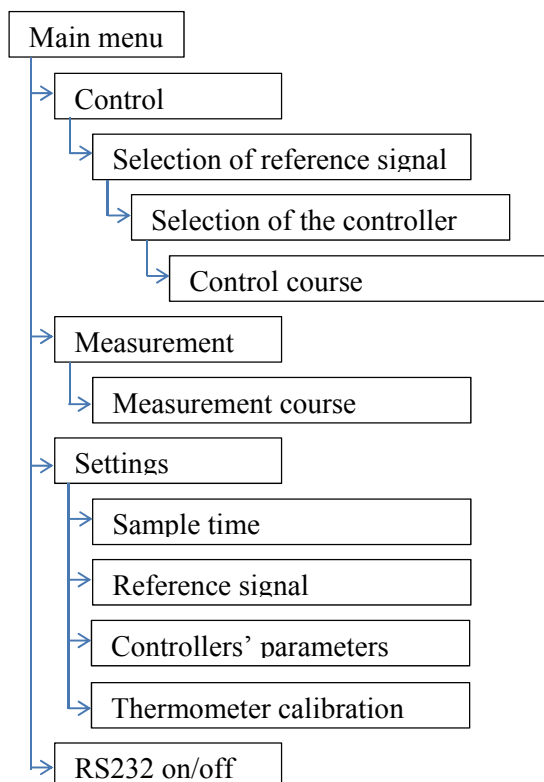 Main menu
Control
Selection of reference signal
Selection of the controller
Control course
Measurement
Measurement course
Settings
Sample time
Reference signal
Controllers' parameters
Thermometer calibration
RS232 on/off